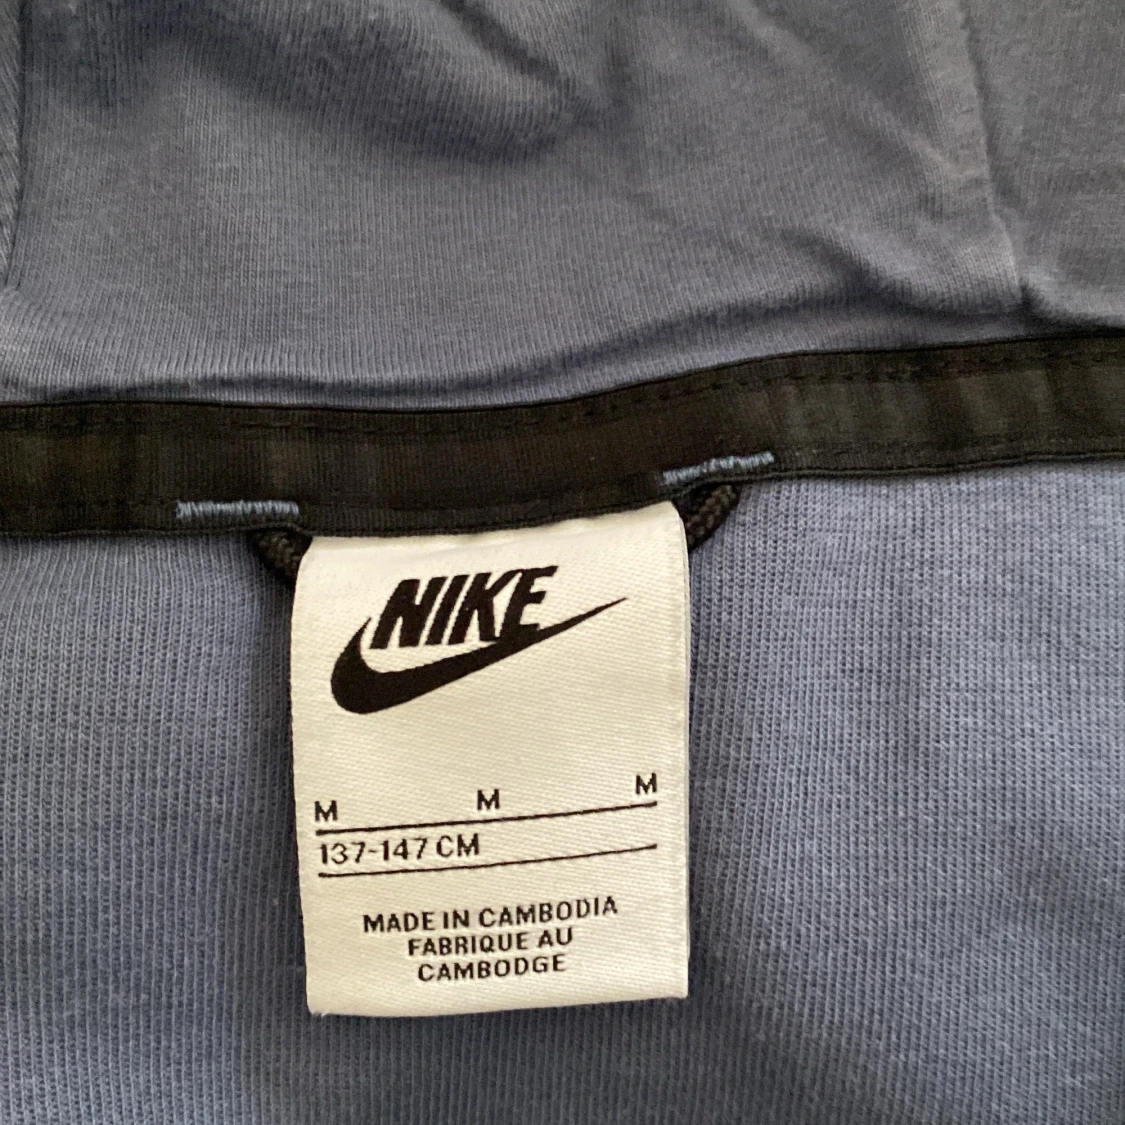 NIKE
M M M
137-147 CM
MADE IN CAMBODIA
FABRIQUE AU
CAMBODGE